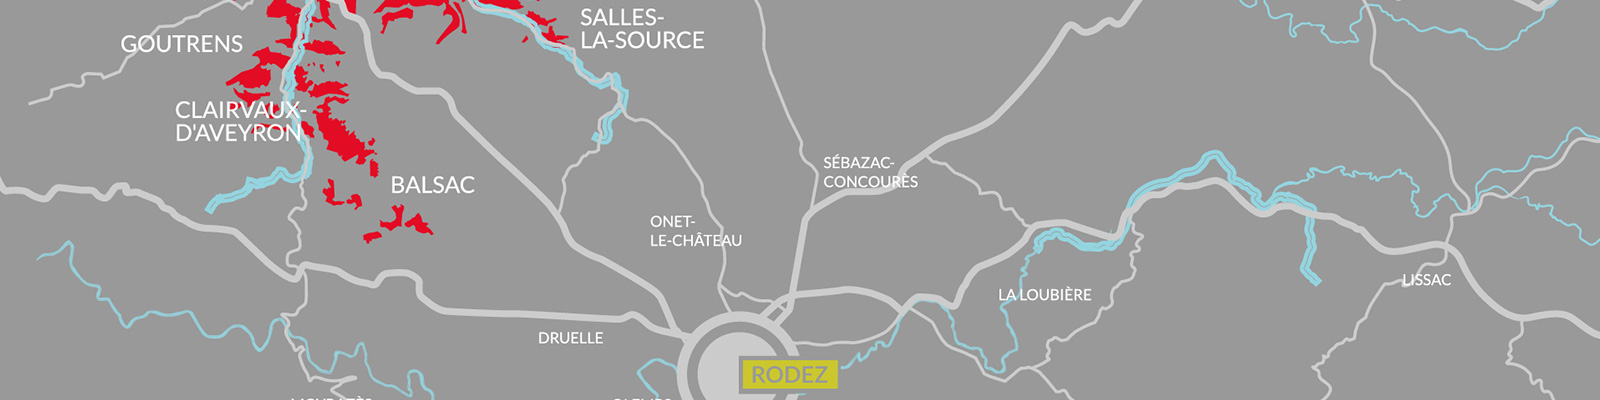 SALLES-
LA-SOURCE
GOUTRENS
CLAIRVAUX-
D'AVEYRON
BALSAC
SÉBAZAC-
CONCOURÈS
ONET-
LE-CHÂTEAU
LISSAC
LA LOUBIÈRE
DRUELLE
RODEZ